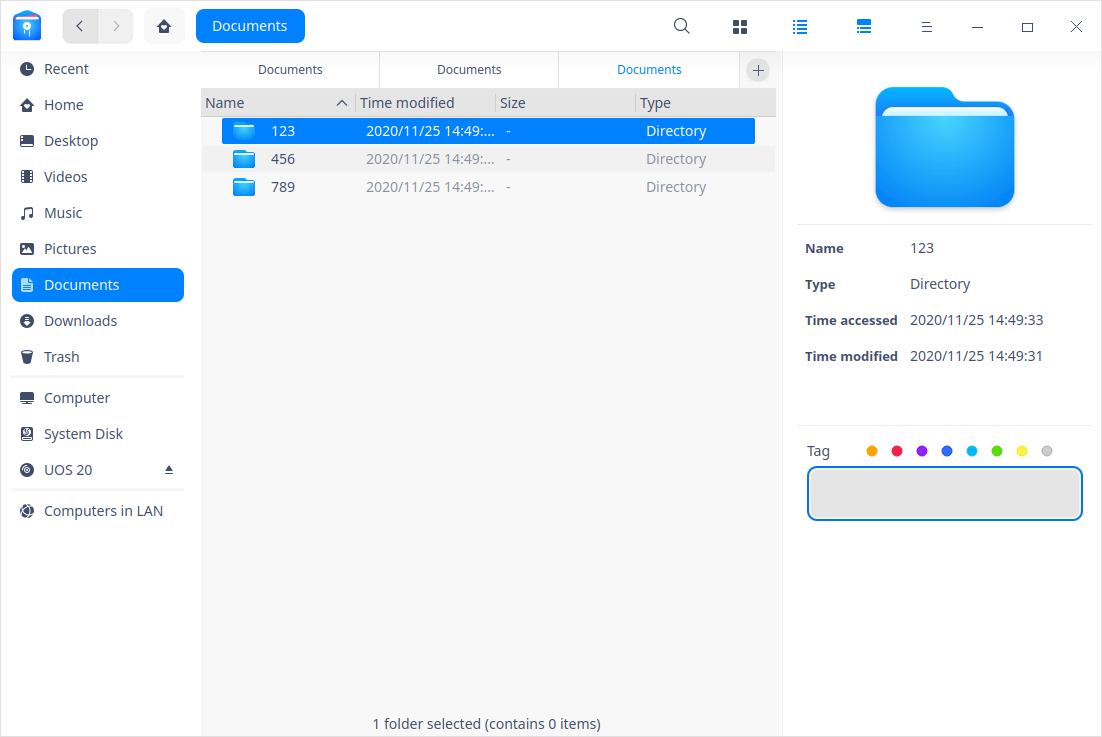 Documents
Recent
Home
Desktop
Videos
Music
Pictures
Documents
Downloads
Trash
Computer
System Disk
UOS 20
Computers in LAN
Documents Documents Documents
Name Time modified Size Type
123 2020/11/25 14:49:... - Directory
456 2020/11/25 14:49:... - Directory
789 2020/11/25 14:49:... - Directory
1 folder selected (contains 0 items)
Name 123
Type Directory
Time accessed 2020/11/25 14:49:33
Time modified 2020/11/25 14:49:31
Tag